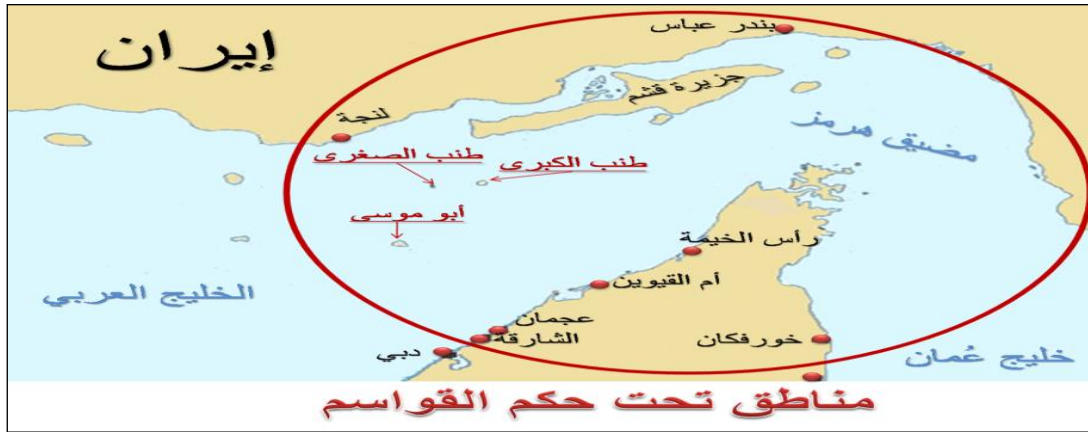 بندر عباس
إيران
جزيرة قشم
لنجة
مضيق هرمز
طنب الصغرى
طنب الكبرى
أبو موسى
رأس الخيمة
أم القيوين
الخليج العربي
عجمان
الشارقة
خورفكان
دبي
خليج عُمان
مناطق تحت حكم القواسم